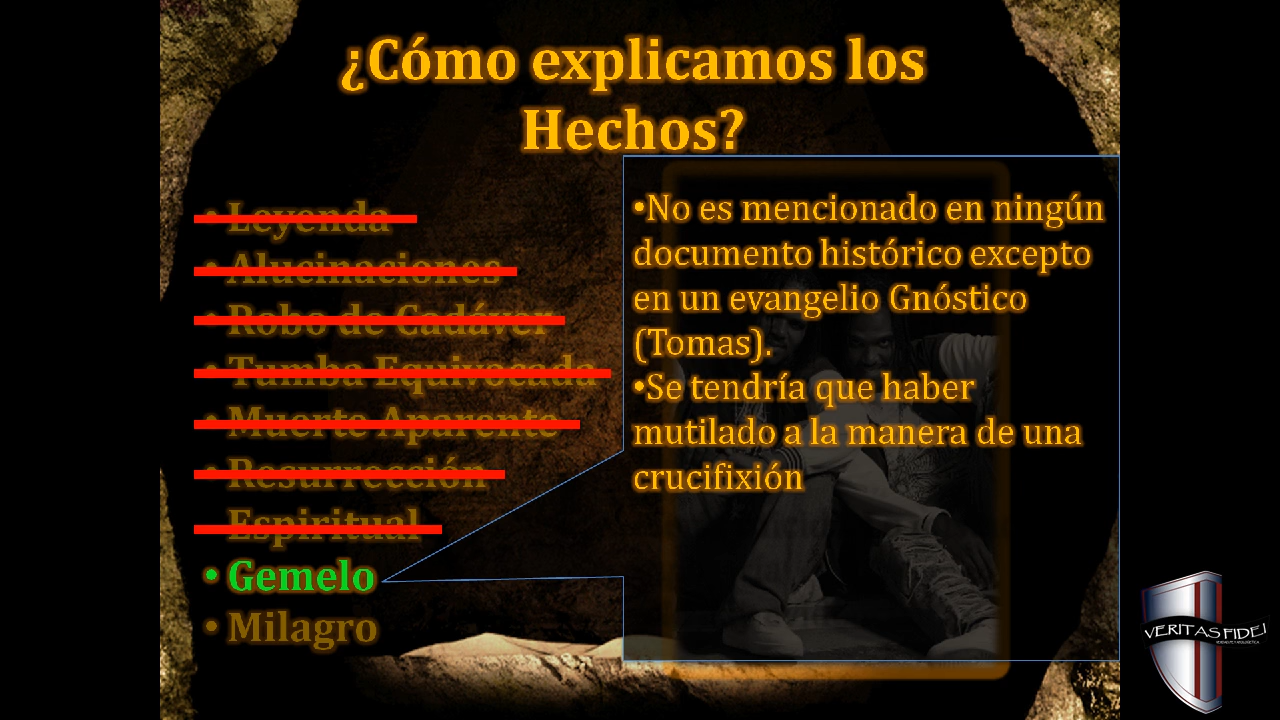 ¿Cómo explicamos los
Hechos?
• Leyenda
• Alucinaciones
• Robo de Cadáver
• Tumba Equivocada
• Muerte Aparente
• Resurrección
Espiritual
• Gemelo
• Milagro
•No es mencionado en ningún
documento histórico excepto
en un evangelio Gnóstico
(Tomas).
•Se tendría que haber
mutilado a la manera de una
crucifixión
VERITAS FIDEI